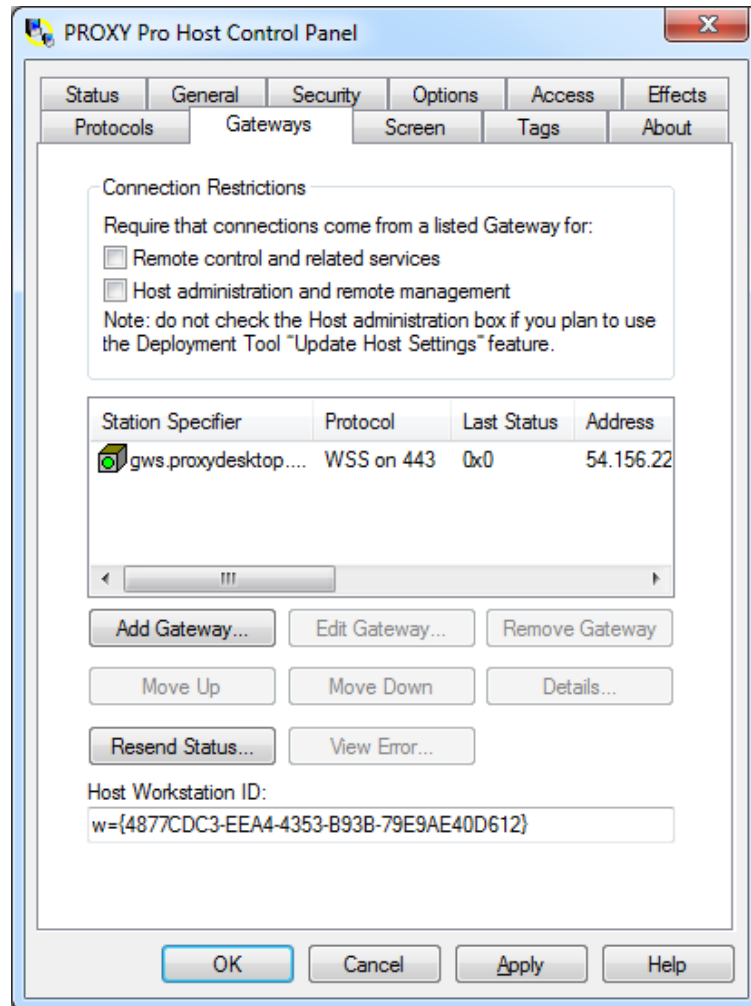 PROXY Pro Host Control Panel
Status General Security Options Access Effects
Protocols Gateways Screen Tags About
Connection Restrictions
Require that connections come from a listed Gateway for:
Remote control and related services
Host administration and remote management
Note: do not check the Host administration box if you plan to use
the Deployment Tool "Update Host Settings" feature.
Station Specifier Protocol Last Status Address
gws.proxydesktop.... WSS on 443 0x0 54.156.22
Add Gateway... Edit Gateway... Remove Gateway
Move Up Move Down Details...
Resend Status... View Error...
Host Workstation ID:
w={4877CDC3-EEA4-4353-B93B-79E9AE40D612}
OK Cancel Apply Help